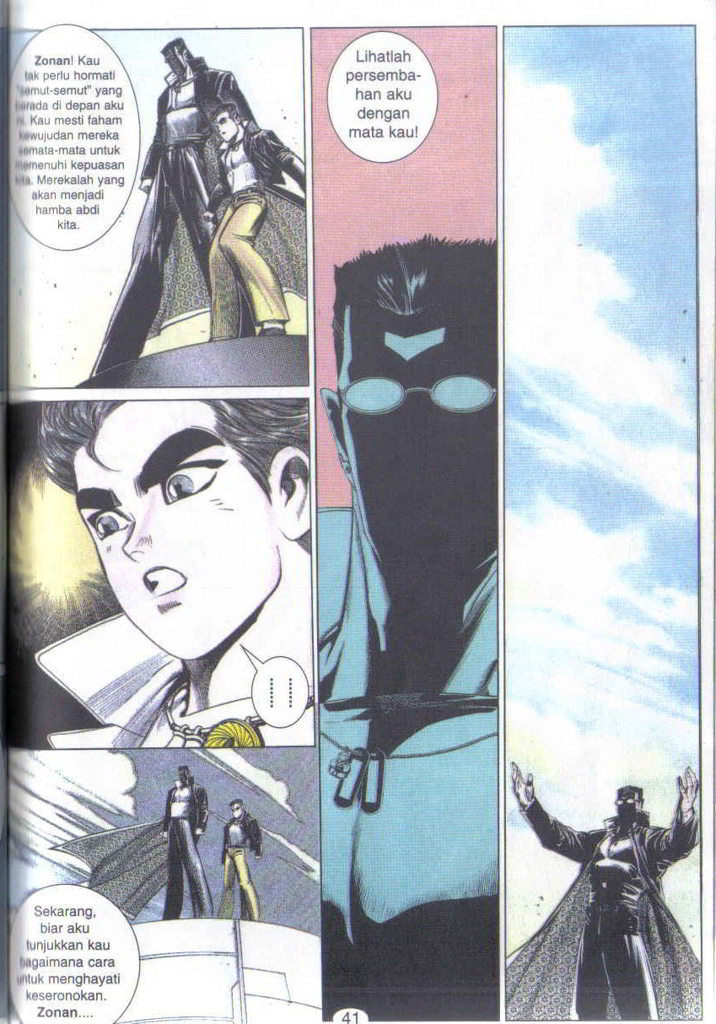 Zonan! Kau
tak perlu hormati
"semut-semut" yang
berada di depan aku
ni. Kau mesti faham
kewujudan mereka
semata-mata untuk
memenuhi kepuasan
kita. Merekalah yang
akan menjadi
hamba abdi
kita.
!!
Sekarang,
biar aku
tunjukkan kau
bagaimana cara
untuk menghayati
keseronokan.
Zonan....
Lihatlah
persemba-
han aku
dengan
mata kau!
41